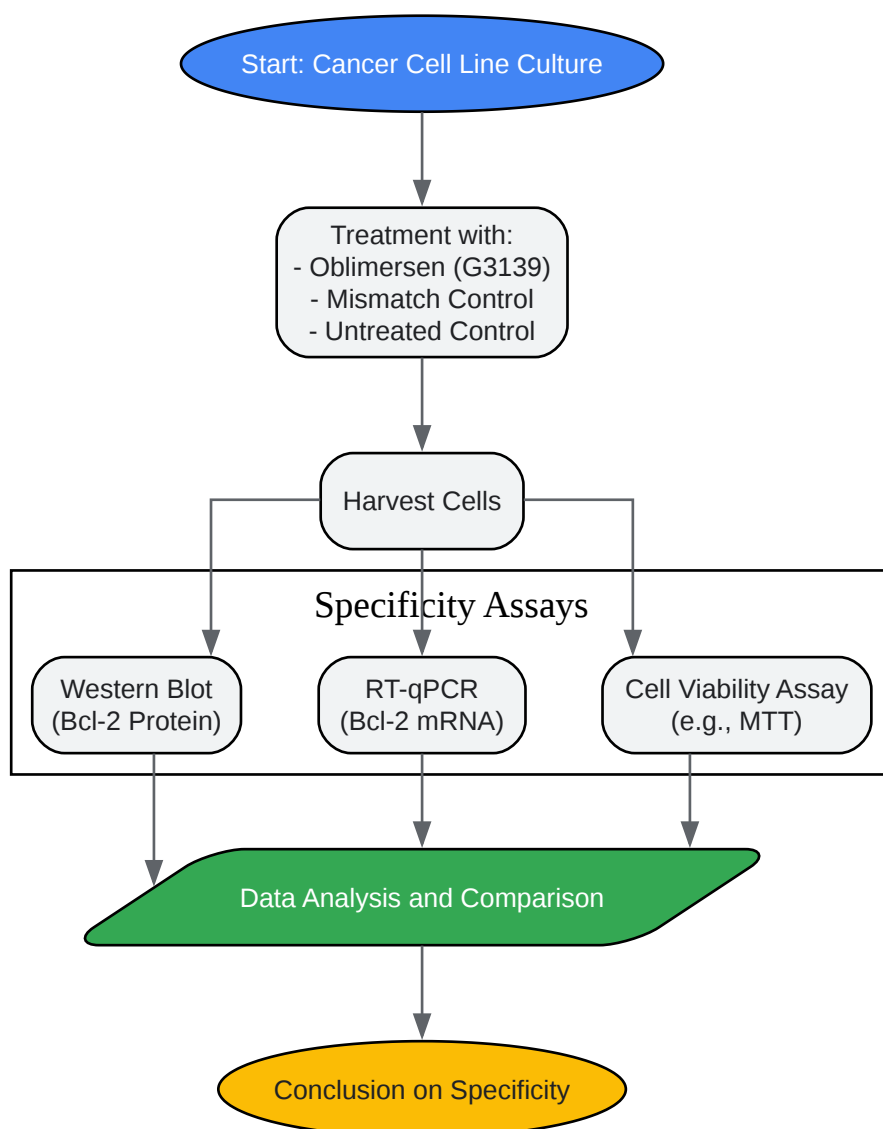 Start: Cancer Cell Line Culture
Treatment with:
- Oblimersen (G3139)
- Mismatch Control
- Untreated Control
Harvest Cells
Specificity Assays
Western Blot
(Bcl-2 Protein)
RT-qPCR
(Bcl-2 mRNA)
Cell Viability Assay
(e.g., MTT)
Data Analysis and Comparison
Conclusion on Specificity